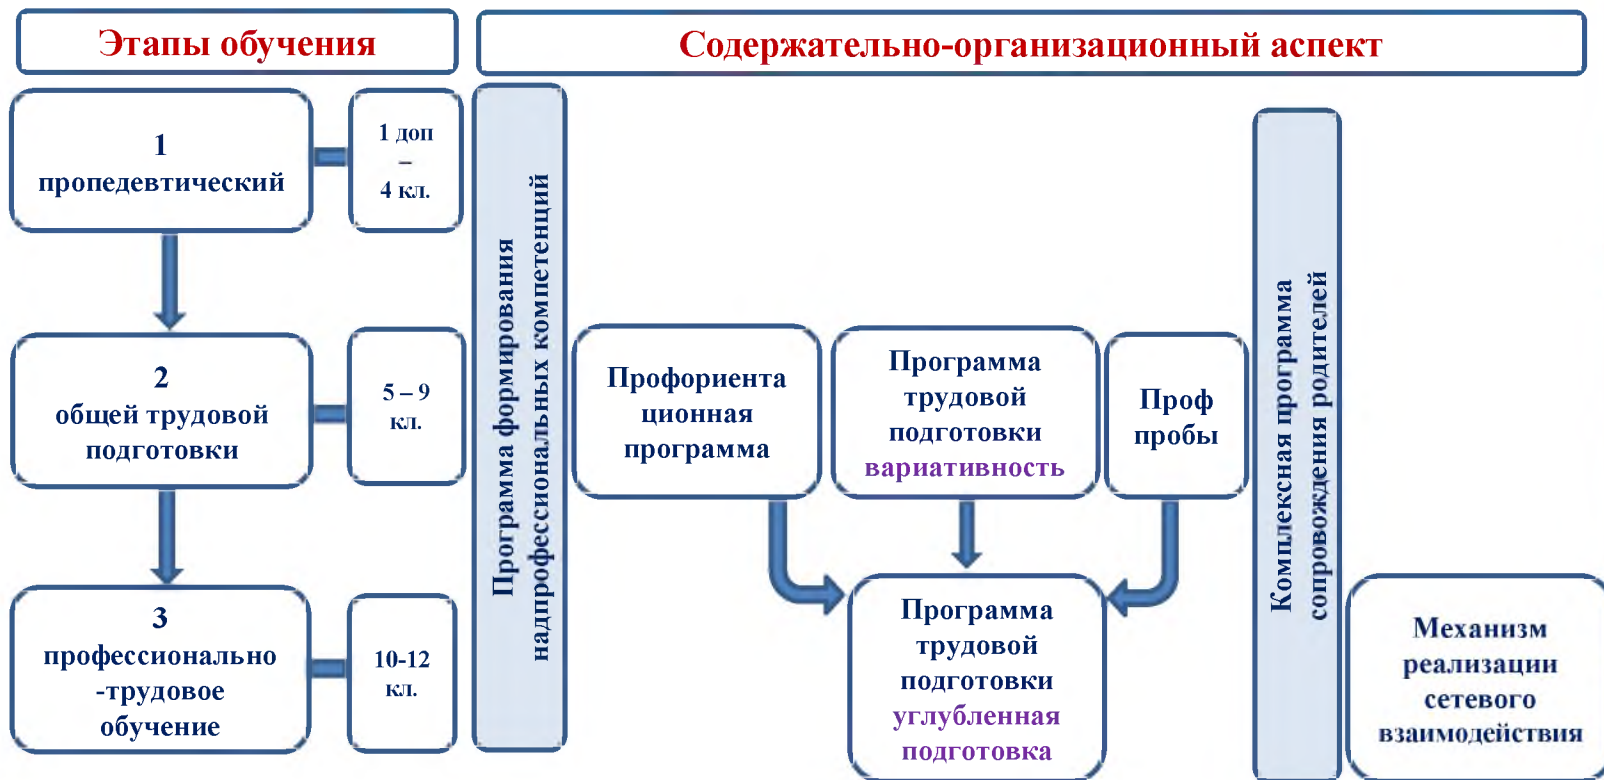 Этапы обучения
Содержательно-организационный аспект
1
пропедевтический
1 доп
–
4 кл.
2
общей трудовой
подготовки
5 – 9
кл.
3
профессионально
-трудовое
обучение
10-12
кл.
Программа формирования
надпрофессиональных компетенций
Профориента
ционная
программа
Программа
трудовой
подготовки
вариативность
Проф
пробы
Программа
трудовой
подготовки
углубленная
подготовка
Комплексная программа
сопровождения родителей
Механизм
реализации
сетевого
взаимодействия